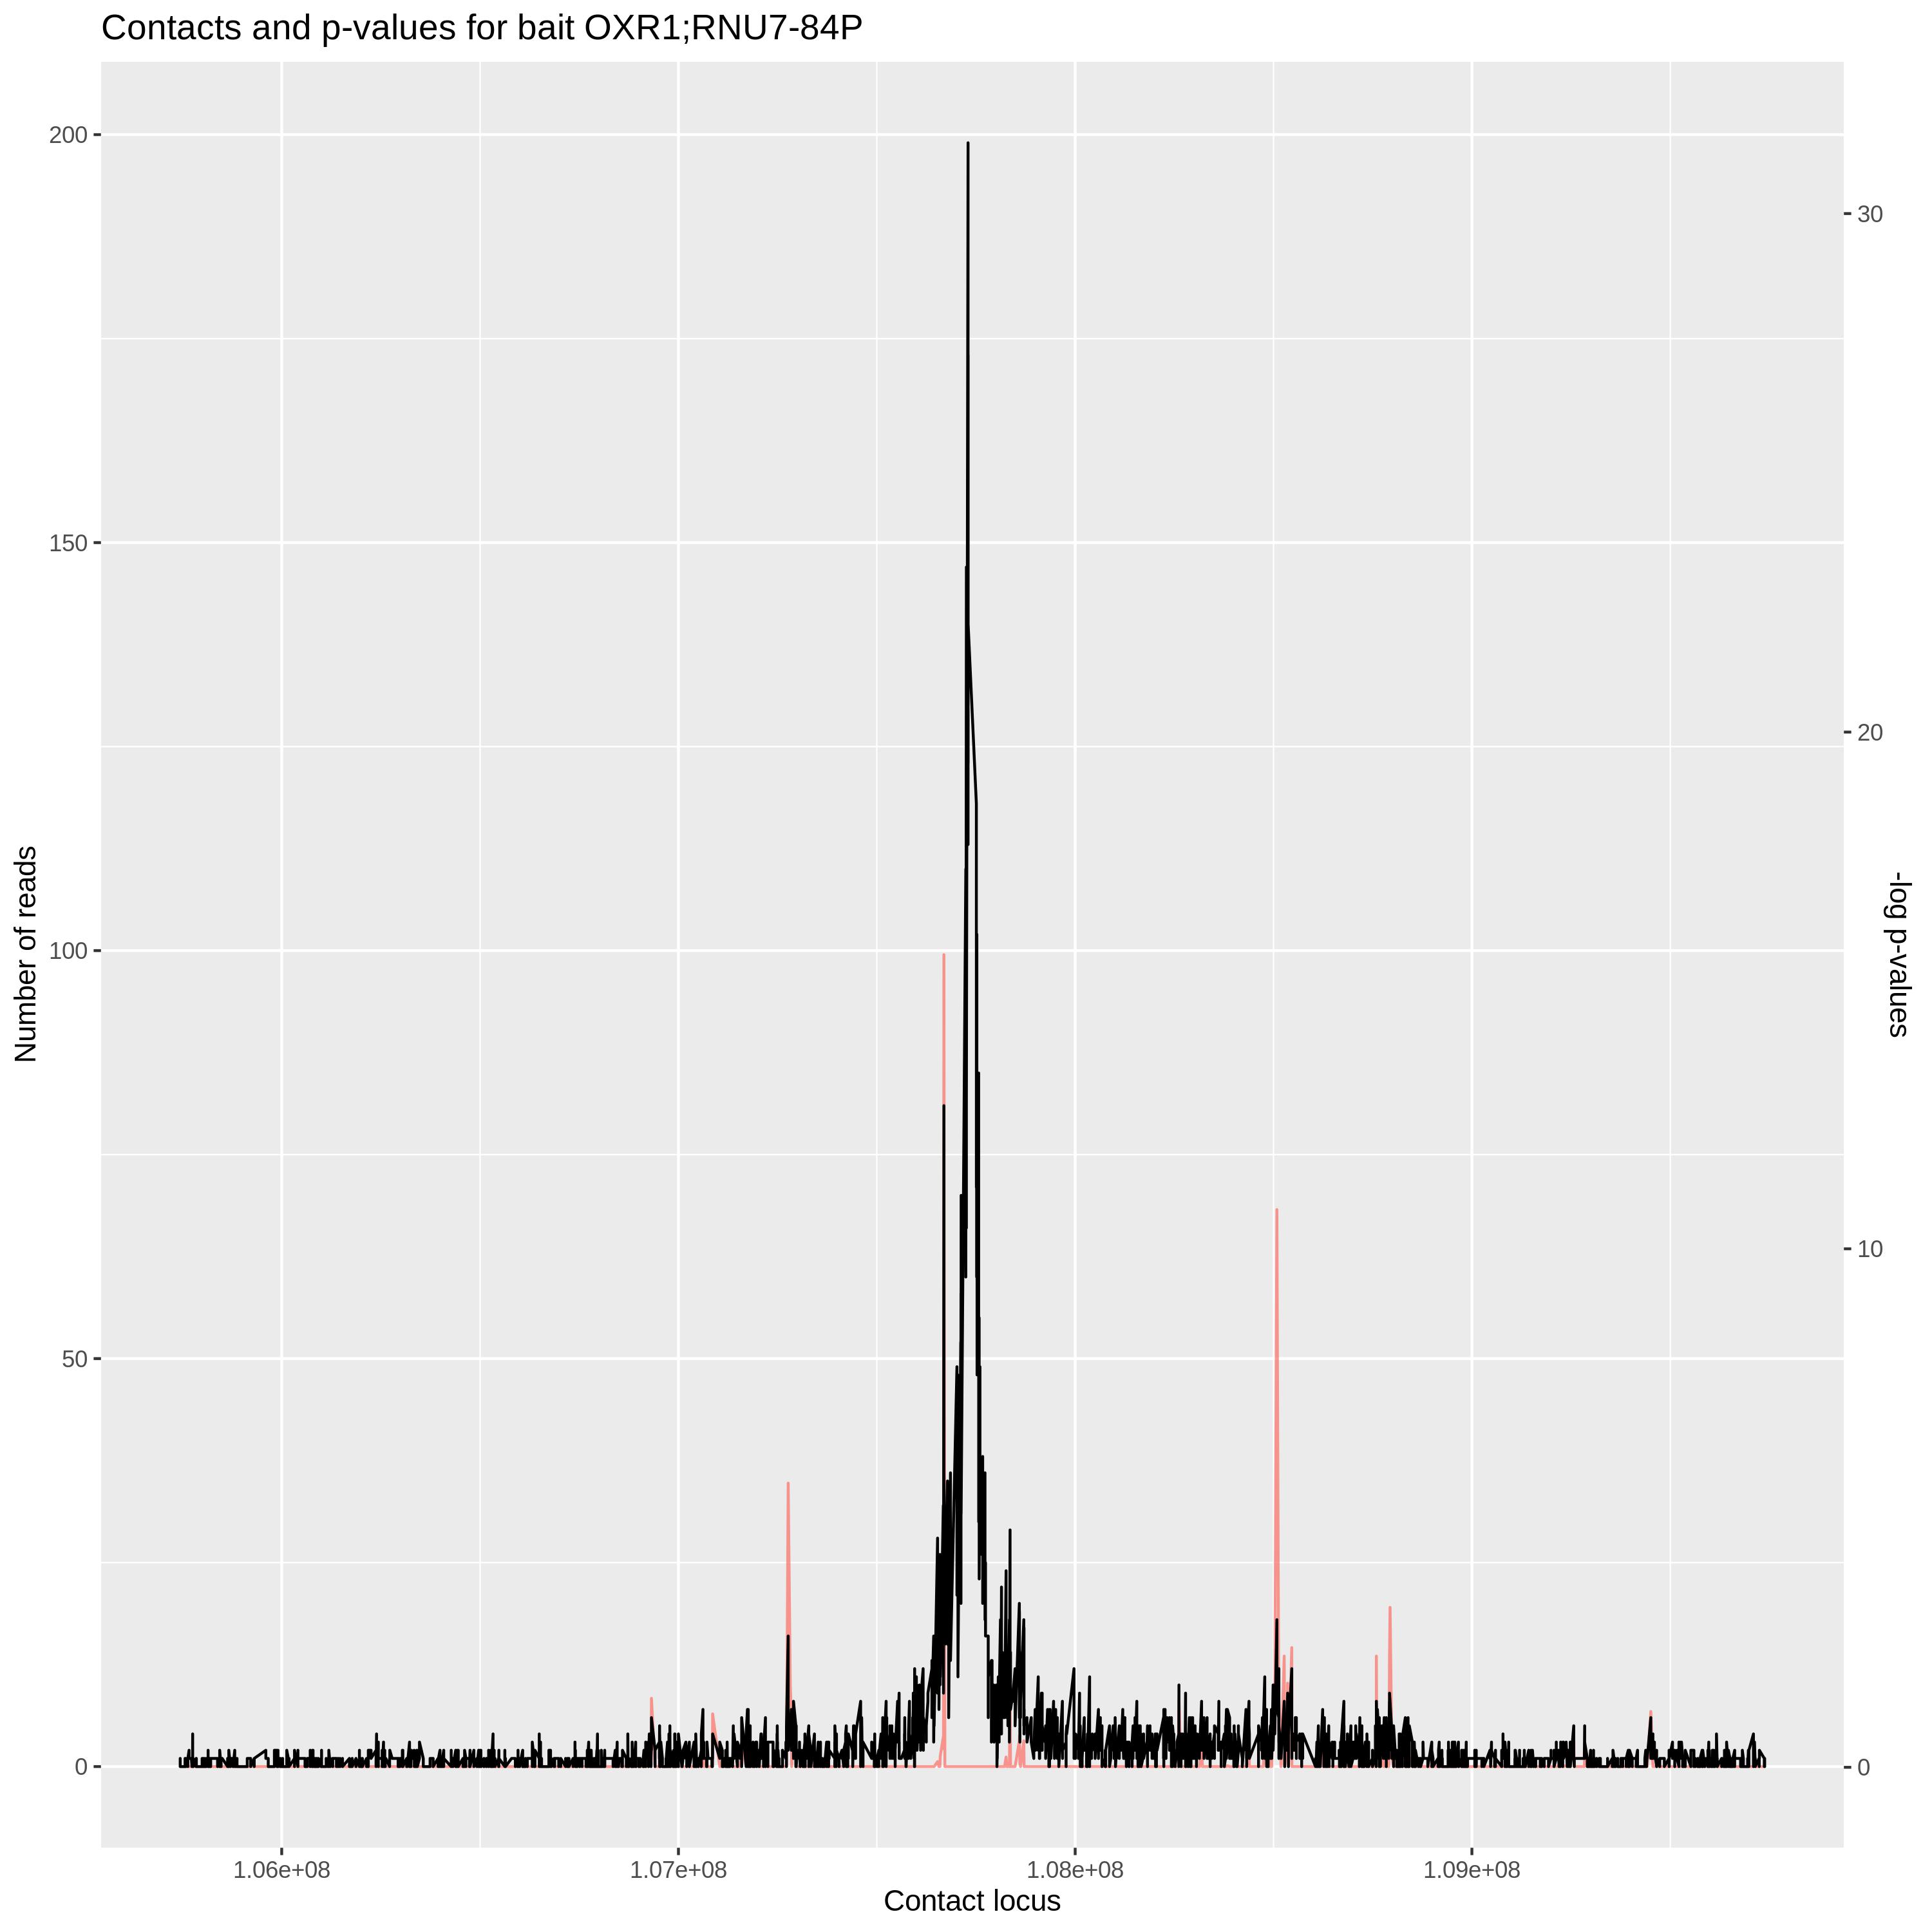 Contacts and p-values for bait OXR1;RNU7-84P
200
150
100
50
0
30
20
10
0
Number of reads
-log p-values
1.06e+08
1.07e+08
1.08e+08
1.09e+08
Contact locus